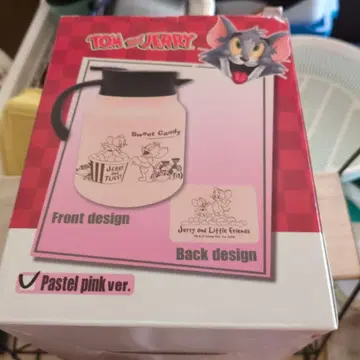 TOM and JERRY
Sweet Candy
JERRY
AND
TUFFY
Front design
Jerry and Little Friends
Back design
Pastel pink ver.